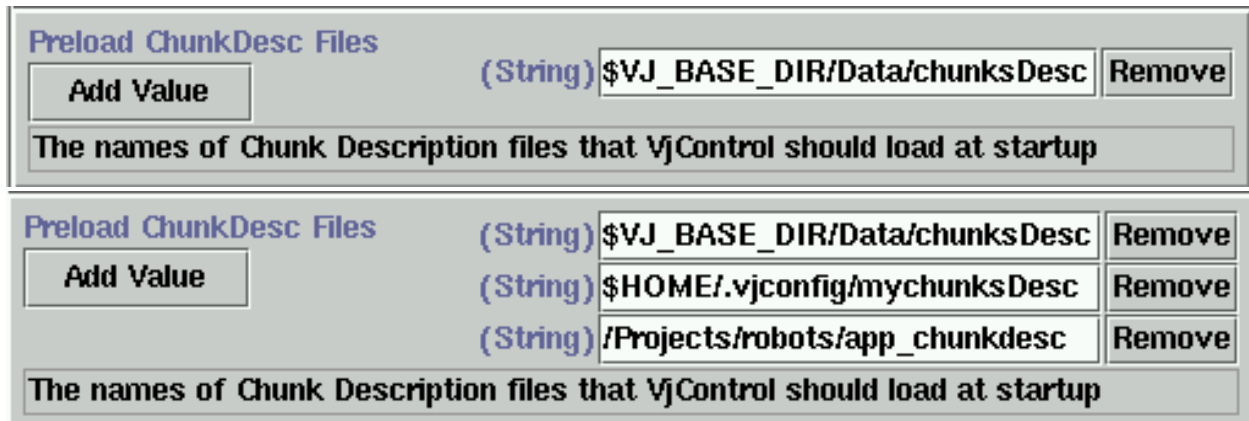 Preload ChunkDesc Files
(String) $VJ_BASE_DIR/Data/chunksDesc Remove
Add Value
The names of Chunk Description files that VjControl should load at startup
Preload ChunkDesc Files (String) $VJ_BASE_DIR/Data/chunksDesc Remove
Add Value (String) $HOME/.vjconfig/mychunksDesc Remove
(String) /Projects/robots/app_chunkdesc Remove
The names of Chunk Description files that VjControl should load at startup